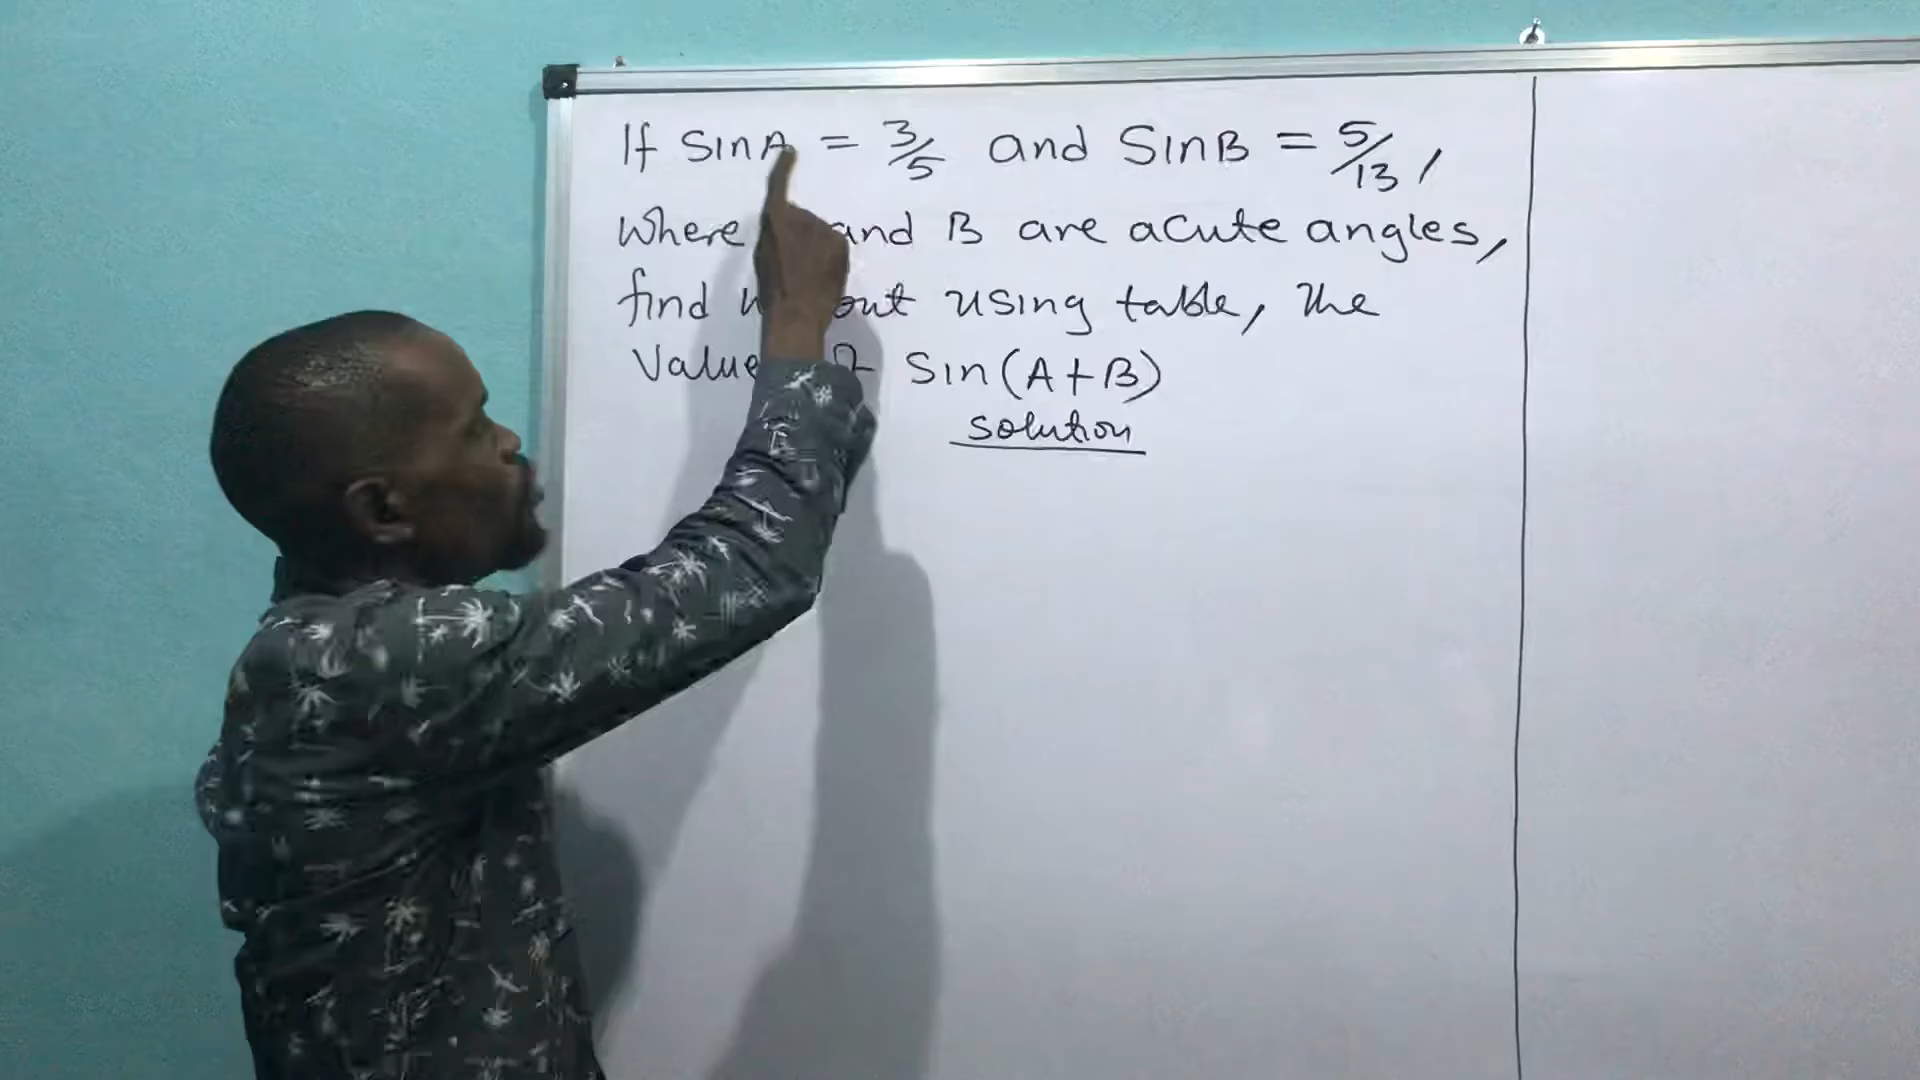 If SinA = 3/5 and SinB = 5/13,
where and B are acute angles,
find using table, the
Value Sin(A+B)
Solution